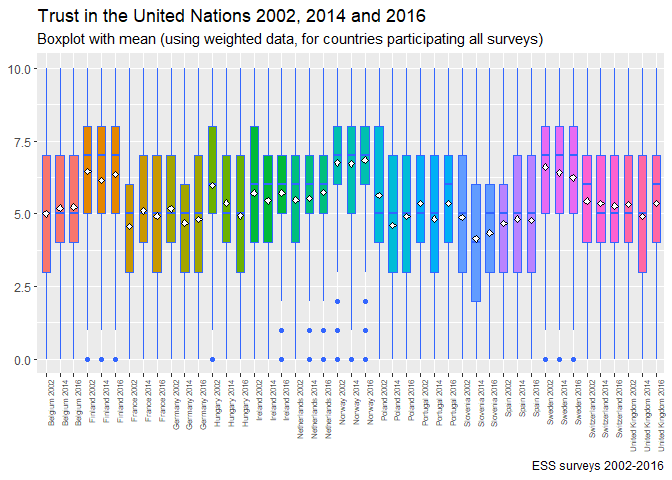 Trust in the United Nations 2002, 2014 and 2016
Boxplot with mean (using weighted data, for countries participating all surveys)
10.0
7.5
5.0
2.5
0.0
Belgium 2002
Belgium 2014
Belgium 2016
Finland 2002
Finland 2014
Finland 2016
France 2002
France 2014
France 2016
Germany 2002
Germany 2014
Germany 2016
Hungary 2002
Hungary 2014
Hungary 2016
Ireland 2002
Ireland 2014
Ireland 2016
Netherlands 2002
Netherlands 2014
Netherlands 2016
Norway 2002
Norway 2014
Norway 2016
Poland 2002
Poland 2014
Poland 2016
Portugal 2002
Portugal 2014
Portugal 2016
Slovenia 2002
Slovenia 2014
Slovenia 2016
Spain 2002
Spain 2014
Spain 2016
Sweden 2002
Sweden 2014
Sweden 2016
Switzerland 2002
Switzerland 2014
Switzerland 2016
United Kingdom 2002
United Kingdom 2014
United Kingdom 2016
ESS surveys 2002-2016